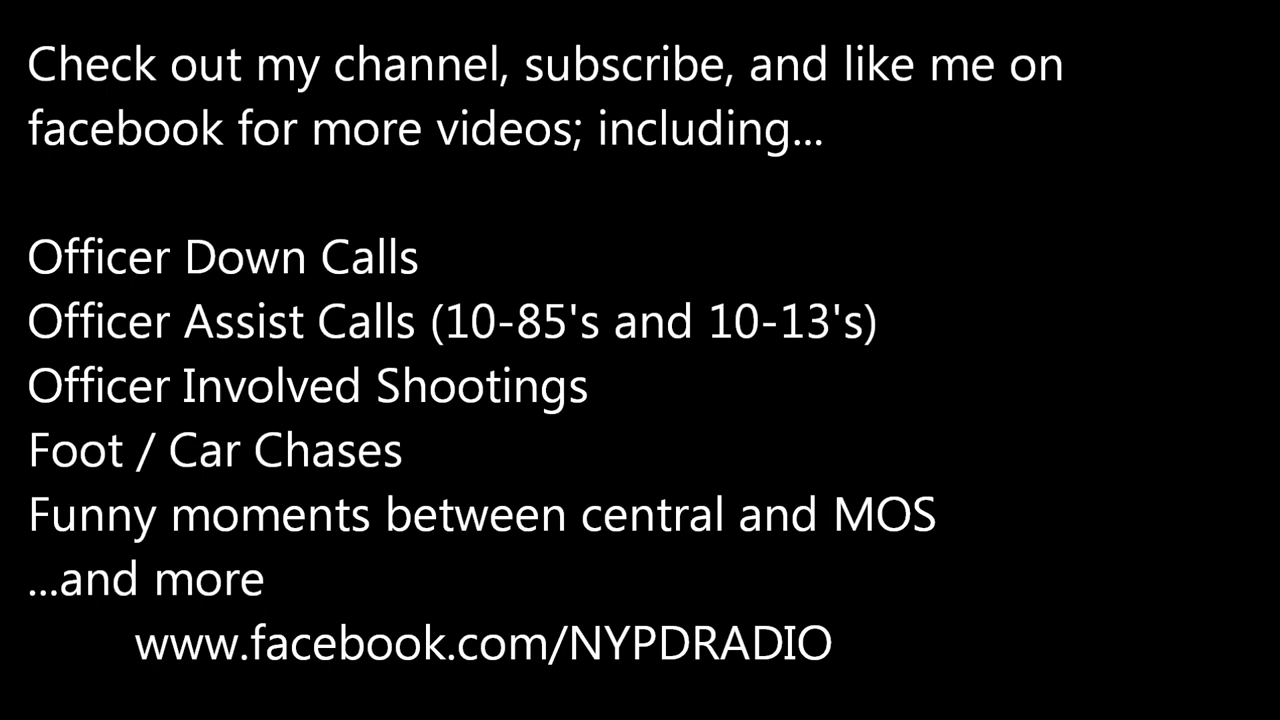 Check out my channel, subscribe, and like me on
facebook for more videos; including...
Officer Down Calls
Officer Assist Calls (10-85's and 10-13's)
Officer Involved Shootings
Foot / Car Chases
Funny moments between central and MOS
...and more
www.facebook.com/NYPDRADIO